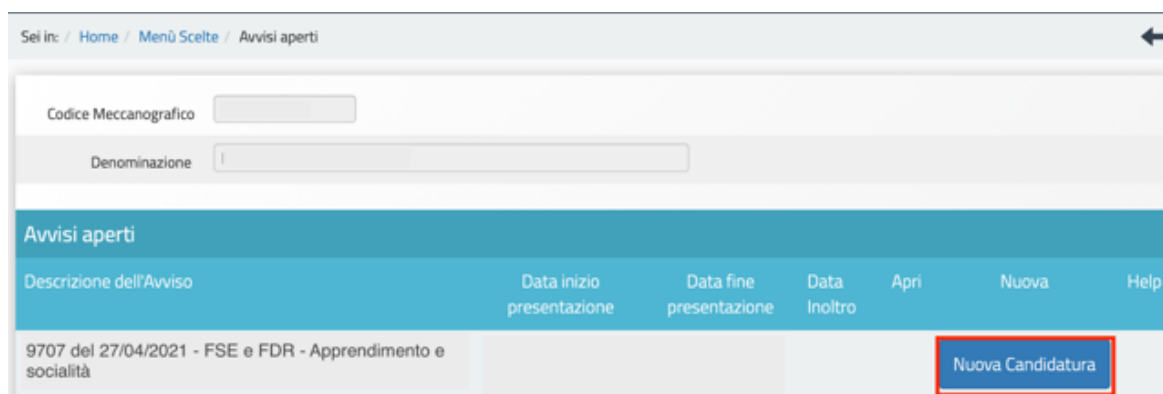 Sei in: / Home / Menù Scelte / Avvisi aperti
Codice Meccanografico
Denominazione
Avvisi aperti
Descrizione dell'Avviso
Data inizio
presentazione
Data fine
presentazione
Data
Inoltro
Apri
Nuova
Help
9707 del 27/04/2021 - FSE e FDR - Apprendimento e
socialità
Nuova Candidatura